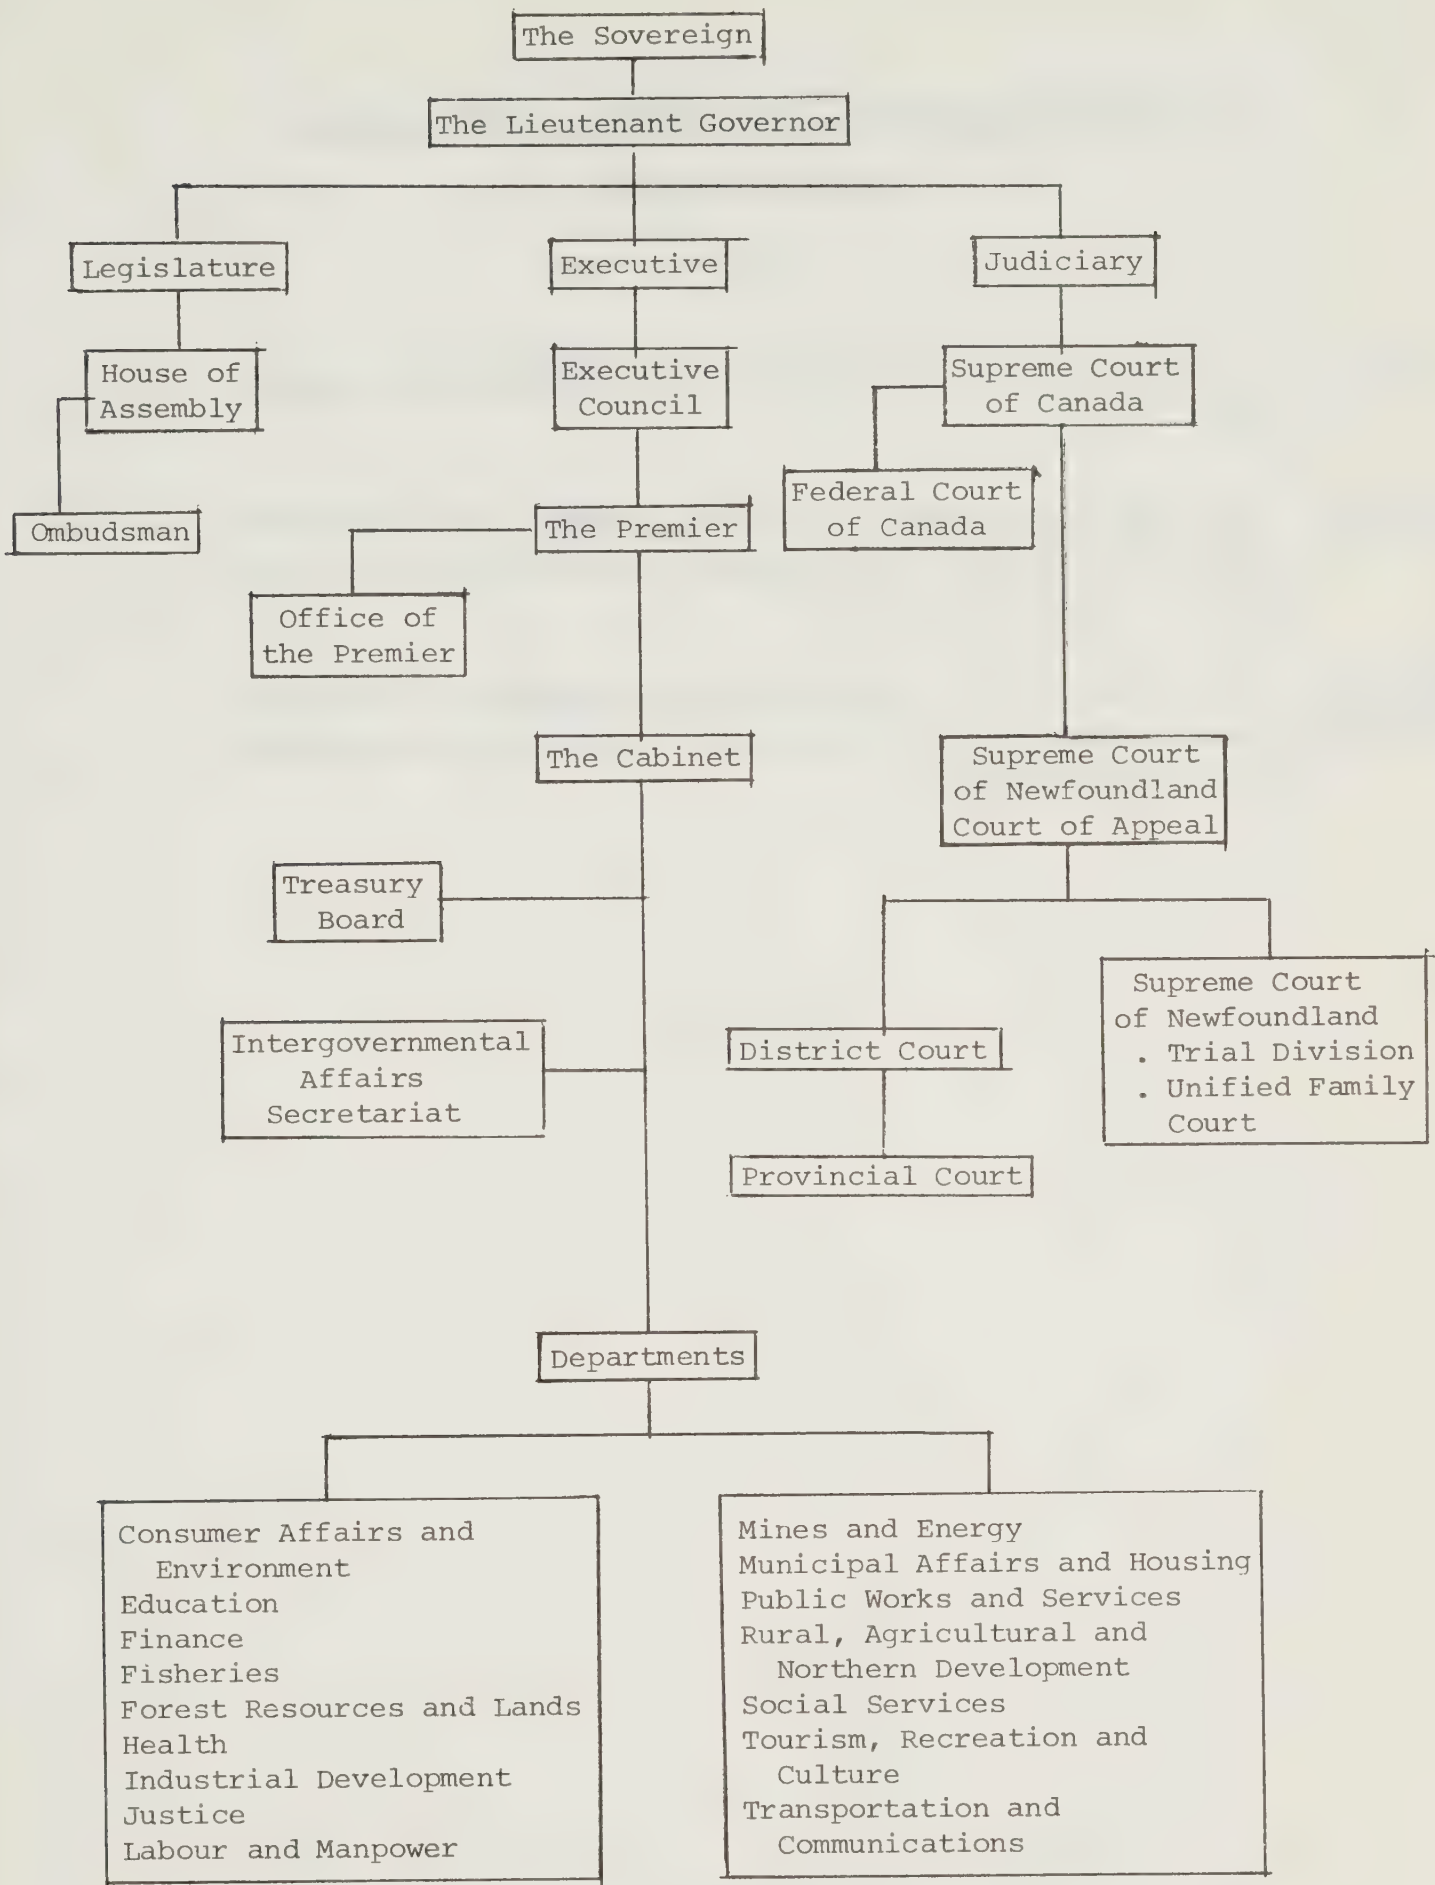 The Sovereign
The Lieutenant Governor
Legislature
Executive
Judiciary
House of
Assembly
Executive
Council
Supreme Court
of Canada
Ombudsman
The Premier
Federal Court
of Canada
Office of
the Premier
The Cabinet
Supreme Court
of Newfoundland
Court of Appeal
Treasury
Board
Intergovernmental
Affairs
Secretariat
District Court
Supreme Court
of Newfoundland
. Trial Division
. Unified Family
Court
Provincial Court
Departments
Consumer Affairs and
Environment
Education
Finance
Fisheries
Forest Resources and Lands
Health
Industrial Development
Justice
Labour and Manpower
Mines and Energy
Municipal Affairs and Housing
Public Works and Services
Rural, Agricultural and
Northern Development
Social Services
Tourism, Recreation and
Culture
Transportation and
Communications